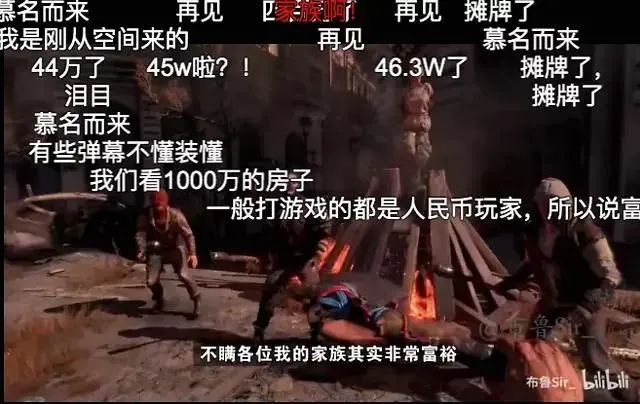 慕名而来 再见 家族啊! 再见 摊牌了
我是刚从空间来的 再见 慕名而来
44万了 45w啦?! 46.3W了 摊牌了,
泪目 摊牌了
慕名而来
有些弹幕不懂装懂
我们看1000万的房子
一般打游戏的都是人民币玩家，所以说富
@布鲁Sir_
不瞒各位我的家族其实非常富裕
布鲁Sir_ bilibili